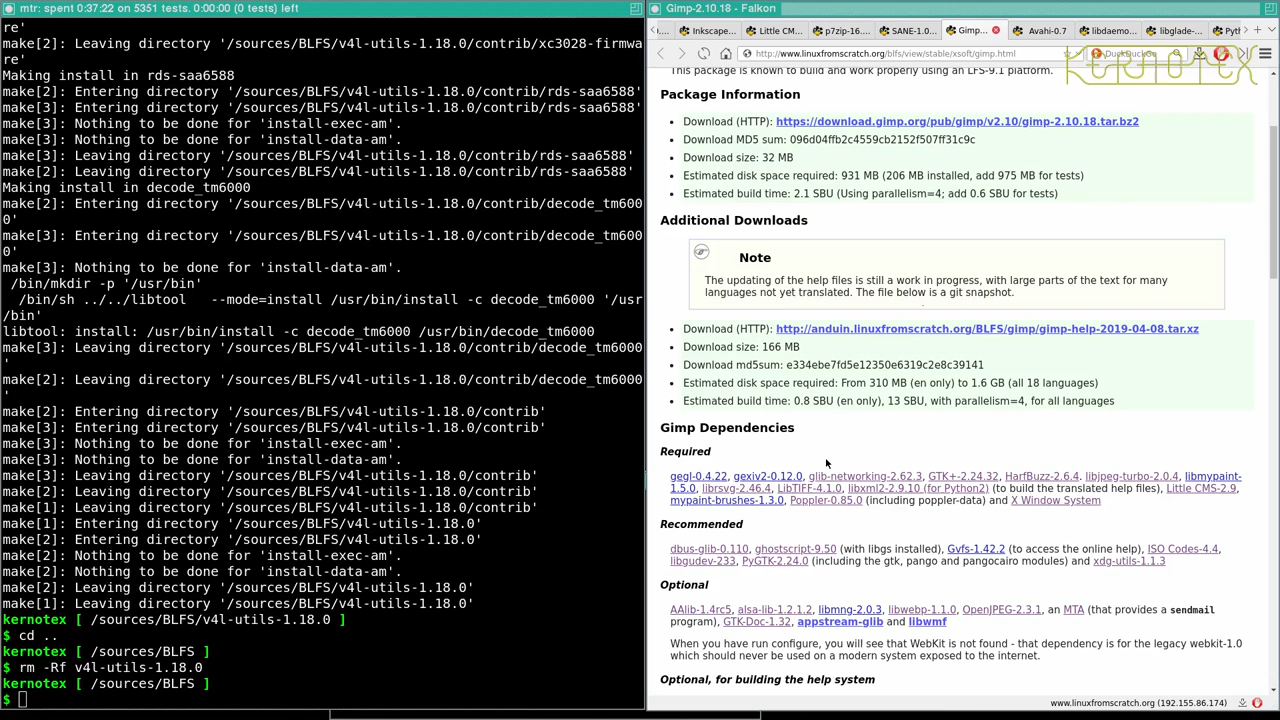 mtr: spent 0:37:22 on 5351 tests. 0:00:00 (0 tests) left
re'
make[2]: Leaving directory '/sources/BLFS/v4l-utils-1.18.0/contrib/xc3028-firmwa
re'
Making install in rds-saa6588
make[2]: Entering directory '/sources/BLFS/v4l-utils-1.18.0/contrib/rds-saa6588'
make[3]: Entering directory '/sources/BLFS/v4l-utils-1.18.0/contrib/rds-saa6588'
make[3]: Nothing to be done for 'install-exec-am'.
make[3]: Nothing to be done for 'install-data-am'.
make[3]: Leaving directory '/sources/BLFS/v4l-utils-1.18.0/contrib/rds-saa6588'
make[2]: Leaving directory '/sources/BLFS/v4l-utils-1.18.0/contrib/rds-saa6588'
Making install in decode_tm6000
make[2]: Entering directory '/sources/BLFS/v4l-utils-1.18.0/contrib/decode_tm600
0'
make[3]: Entering directory '/sources/BLFS/v4l-utils-1.18.0/contrib/decode_tm600
0'
make[3]: Nothing to be done for 'install-data-am'.
/bin/mkdir -p '/usr/bin'
/bin/sh ../../libtool   --mode=install /usr/bin/install -c decode_tm6000 '/usr
/bin'
libtool: install: /usr/bin/install -c decode_tm6000 /usr/bin/decode_tm6000
make[3]: Leaving directory '/sources/BLFS/v4l-utils-1.18.0/contrib/decode_tm6000
'
make[2]: Leaving directory '/sources/BLFS/v4l-utils-1.18.0/contrib/decode_tm6000
'
make[2]: Entering directory '/sources/BLFS/v4l-utils-1.18.0/contrib'
make[3]: Entering directory '/sources/BLFS/v4l-utils-1.18.0/contrib'
make[3]: Nothing to be done for 'install-exec-am'.
make[3]: Nothing to be done for 'install-data-am'.
make[3]: Leaving directory '/sources/BLFS/v4l-utils-1.18.0/contrib'
make[2]: Leaving directory '/sources/BLFS/v4l-utils-1.18.0/contrib'
make[1]: Leaving directory '/sources/BLFS/v4l-utils-1.18.0/contrib'
make[1]: Entering directory '/sources/BLFS/v4l-utils-1.18.0'
make[2]: Entering directory '/sources/BLFS/v4l-utils-1.18.0'
make[2]: Nothing to be done for 'install-exec-am'.
make[2]: Nothing to be done for 'install-data-am'.
make[2]: Leaving directory '/sources/BLFS/v4l-utils-1.18.0'
make[1]: Leaving directory '/sources/BLFS/v4l-utils-1.18.0'
kernotex [ /sources/BLFS/v4l-utils-1.18.0 ]
$ cd ..
kernotex [ /sources/BLFS ]
$ rm -Rf v4l-utils-1.18.0
kernotex [ /sources/BLFS ]
$
Gimp-2.10.18 - Falkon
Inkscape... Little CM... p7zip-16.... SANE-1.0... Gimp... Avahi-0.7 libdaemo... libglade-... Pyt
http://www.linuxfromscratch.org/blfs/view/stable/xsoft/gimp.html DuckDuckGo
KERNOTEX
This package is known to build and work properly using an LFS-9.1 platform.
Package Information
• Download (HTTP): https://download.gimp.org/pub/gimp/v2.10/gimp-2.10.18.tar.bz2
• Download MD5 sum: 096d04ffb2c4559cb2152f507ff31c9c
• Download size: 32 MB
• Estimated disk space required: 931 MB (206 MB installed, add 975 MB for tests)
• Estimated build time: 2.1 SBU (Using parallelism=4; add 0.6 SBU for tests)
Additional Downloads
Note
The updating of the help files is still a work in progress, with large parts of the text for many
languages not yet translated. The file below is a git snapshot.
• Download (HTTP): http://anduin.linuxfromscratch.org/BLFS/gimp/gimp-help-2019-04-08.tar.xz
• Download size: 166 MB
• Download md5sum: e334ebe7fd5e12350e6319c2e8c39141
• Estimated disk space required: From 310 MB (en only) to 1.6 GB (all 18 languages)
• Estimated build time: 0.8 SBU (en only), 13 SBU, with parallelism=4, for all languages
Gimp Dependencies
Required
gegl-0.4.22, gexiv2-0.12.0, glib-networking-2.62.3, GTK+-2.24.32, HarfBuzz-2.6.4, libjpeg-turbo-2.0.4, libmypaint-
1.5.0, librsvg-2.46.4, LibTIFF-4.1.0, libxml2-2.9.10 (for Python2) (to build the translated help files), Little CMS-2.9,
mypaint-brushes-1.3.0, Poppler-0.85.0 (including poppler-data) and X Window System
Recommended
dbus-glib-0.110, ghostscript-9.50 (with libgs installed), Gvfs-1.42.2 (to access the online help), ISO Codes-4.4,
libgudev-233, PyGTK-2.24.0 (including the gtk, pango and pangocairo modules) and xdg-utils-1.1.3
Optional
AAlib-1.4rc5, alsa-lib-1.2.1.2, libmng-2.0.3, libwebp-1.1.0, OpenJPEG-2.3.1, an MTA (that provides a sendmail
program), GTK-Doc-1.32, appstream-glib and libwmf
When you have run configure, you will see that WebKit is not found - that dependency is for the legacy webkit-1.0
which should never be used on a modern system exposed to the internet.
Optional, for building the help system
www.linuxfromscratch.org (192.155.86.174)